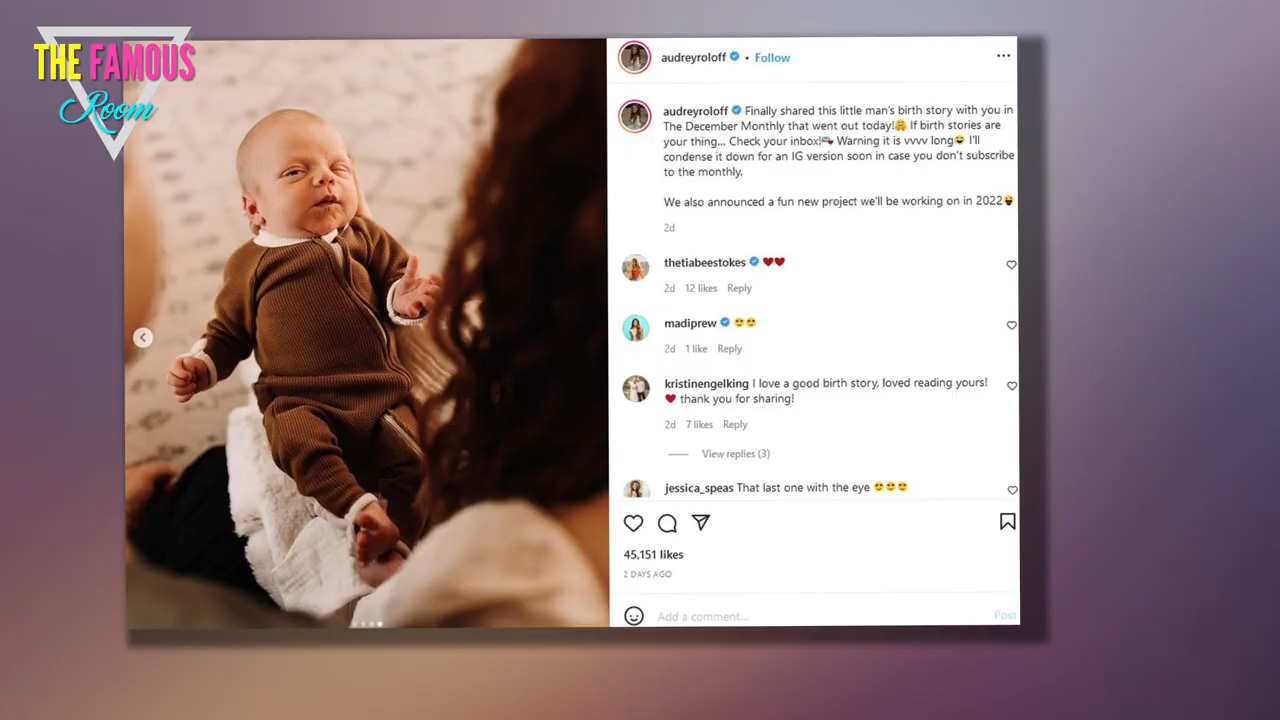 THE FAMOUS
Room
audreyroloff • Follow
audreyroloff Finally shared this little man's birth story with you in
The December Monthly that went out today!🤗 If birth stories are
your thing... Check your inbox!💌 Warning it is vvvv long😅 I'll
condense it down for an IG version soon in case you don't subscribe
to the monthly.
We also announced a fun new project we'll be working on in 2022😜
2d
thetiabeestokes ❤️❤️
2d 12 likes Reply
madiprew 😍😍
2d 1 like Reply
kristinengelking I love a good birth story, loved reading yours!
❤️ thank you for sharing!
2d 7 likes Reply
View replies (3)
jessica_speas That last one with the eye 😍😍😍
45,151 likes
2 DAYS AGO
Add a comment...
Post